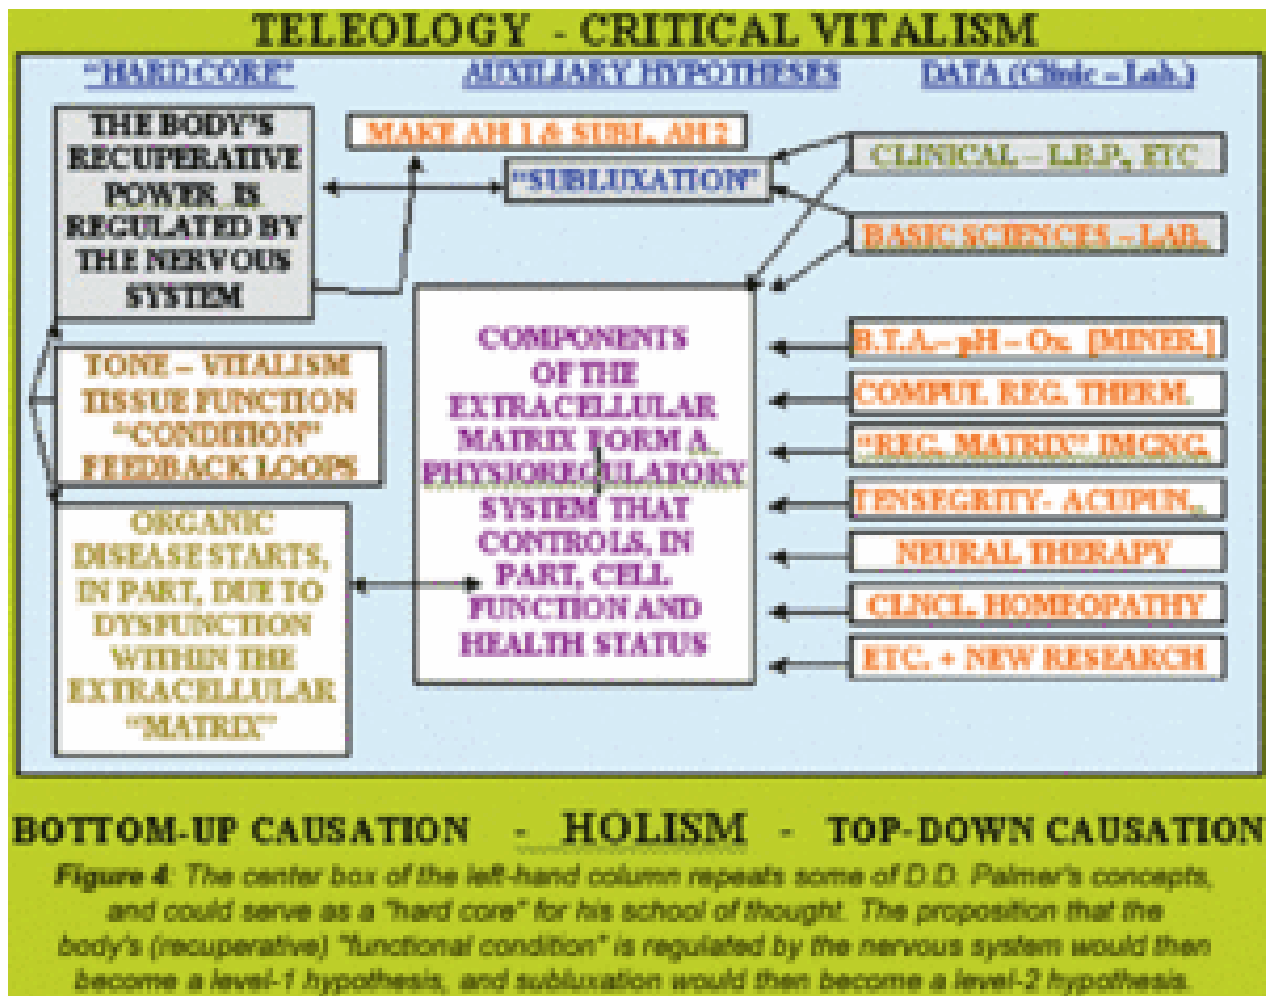 TELEOLOGY - CRITICAL VITALISM
"HARD CORE"
AUXILIARY HYPOTHESES
DATA (Clinic – Lab.)
THE BODY'S
RECUPERATIVE
POWER IS
REGULATED BY
THE NERVOUS
SYSTEM
TONE – VITALISM
TISSUE FUNCTION
"CONDITION"
FEEDBACK LOOPS
ORGANIC
DISEASE STARTS,
IN PART, DUE TO
DYSFUNCTION
WITHIN THE
EXTRACELLULAR
"MATRIX"
MAKE AH 1 & SUBL. AH 2
"SUBLUXATION"
COMPONENTS
OF THE
EXTRACELLULAR
MATRIX FORM A
PHYSIOREGULATORY
SYSTEM THAT
CONTROLS, IN
PART, CELL
FUNCTION AND
HEALTH STATUS
CLINICAL – L.B.P., ETC
BASIC SCIENCES – LAB.
B.T.A.– pH – Ox. [MINER.]
COMPUT. REG. THERM.
"REG. MATRIX" IMGNG.
TENSEGRITY- ACUPUN..
NEURAL THERAPY
CLNCL. HOMEOPATHY
ETC. + NEW RESEARCH
BOTTOM-UP CAUSATION - HOLISM - TOP-DOWN CAUSATION
Figure 4: The center box of the left-hand column repeats some of D.D. Palmer's concepts,
and could serve as a "hard core" for his school of thought. The proposition that the
body's (recuperative) "functional condition" is regulated by the nervous system would then
become a level-1 hypothesis, and subluxation would then become a level-2 hypothesis.